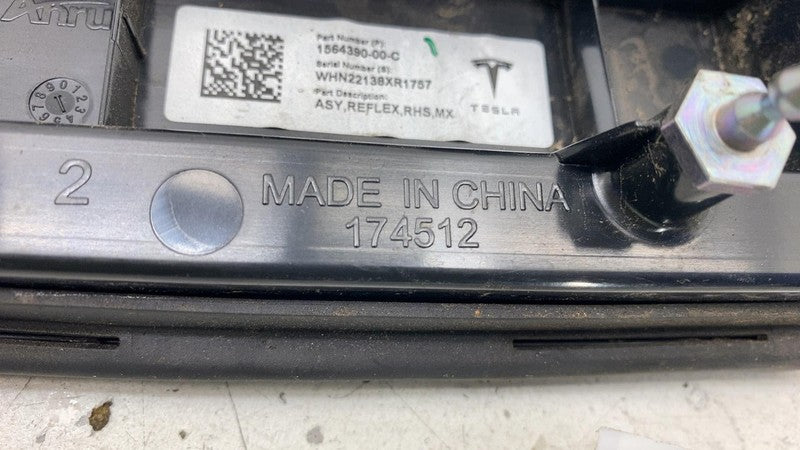 Anru
Part Number (P):
1564390-00-C
Serial Number (S):
WHN22138XR1757
Part Description:
ASY,REFLEX,RHS,MX
TESLA
2
MADE IN CHINA
174512